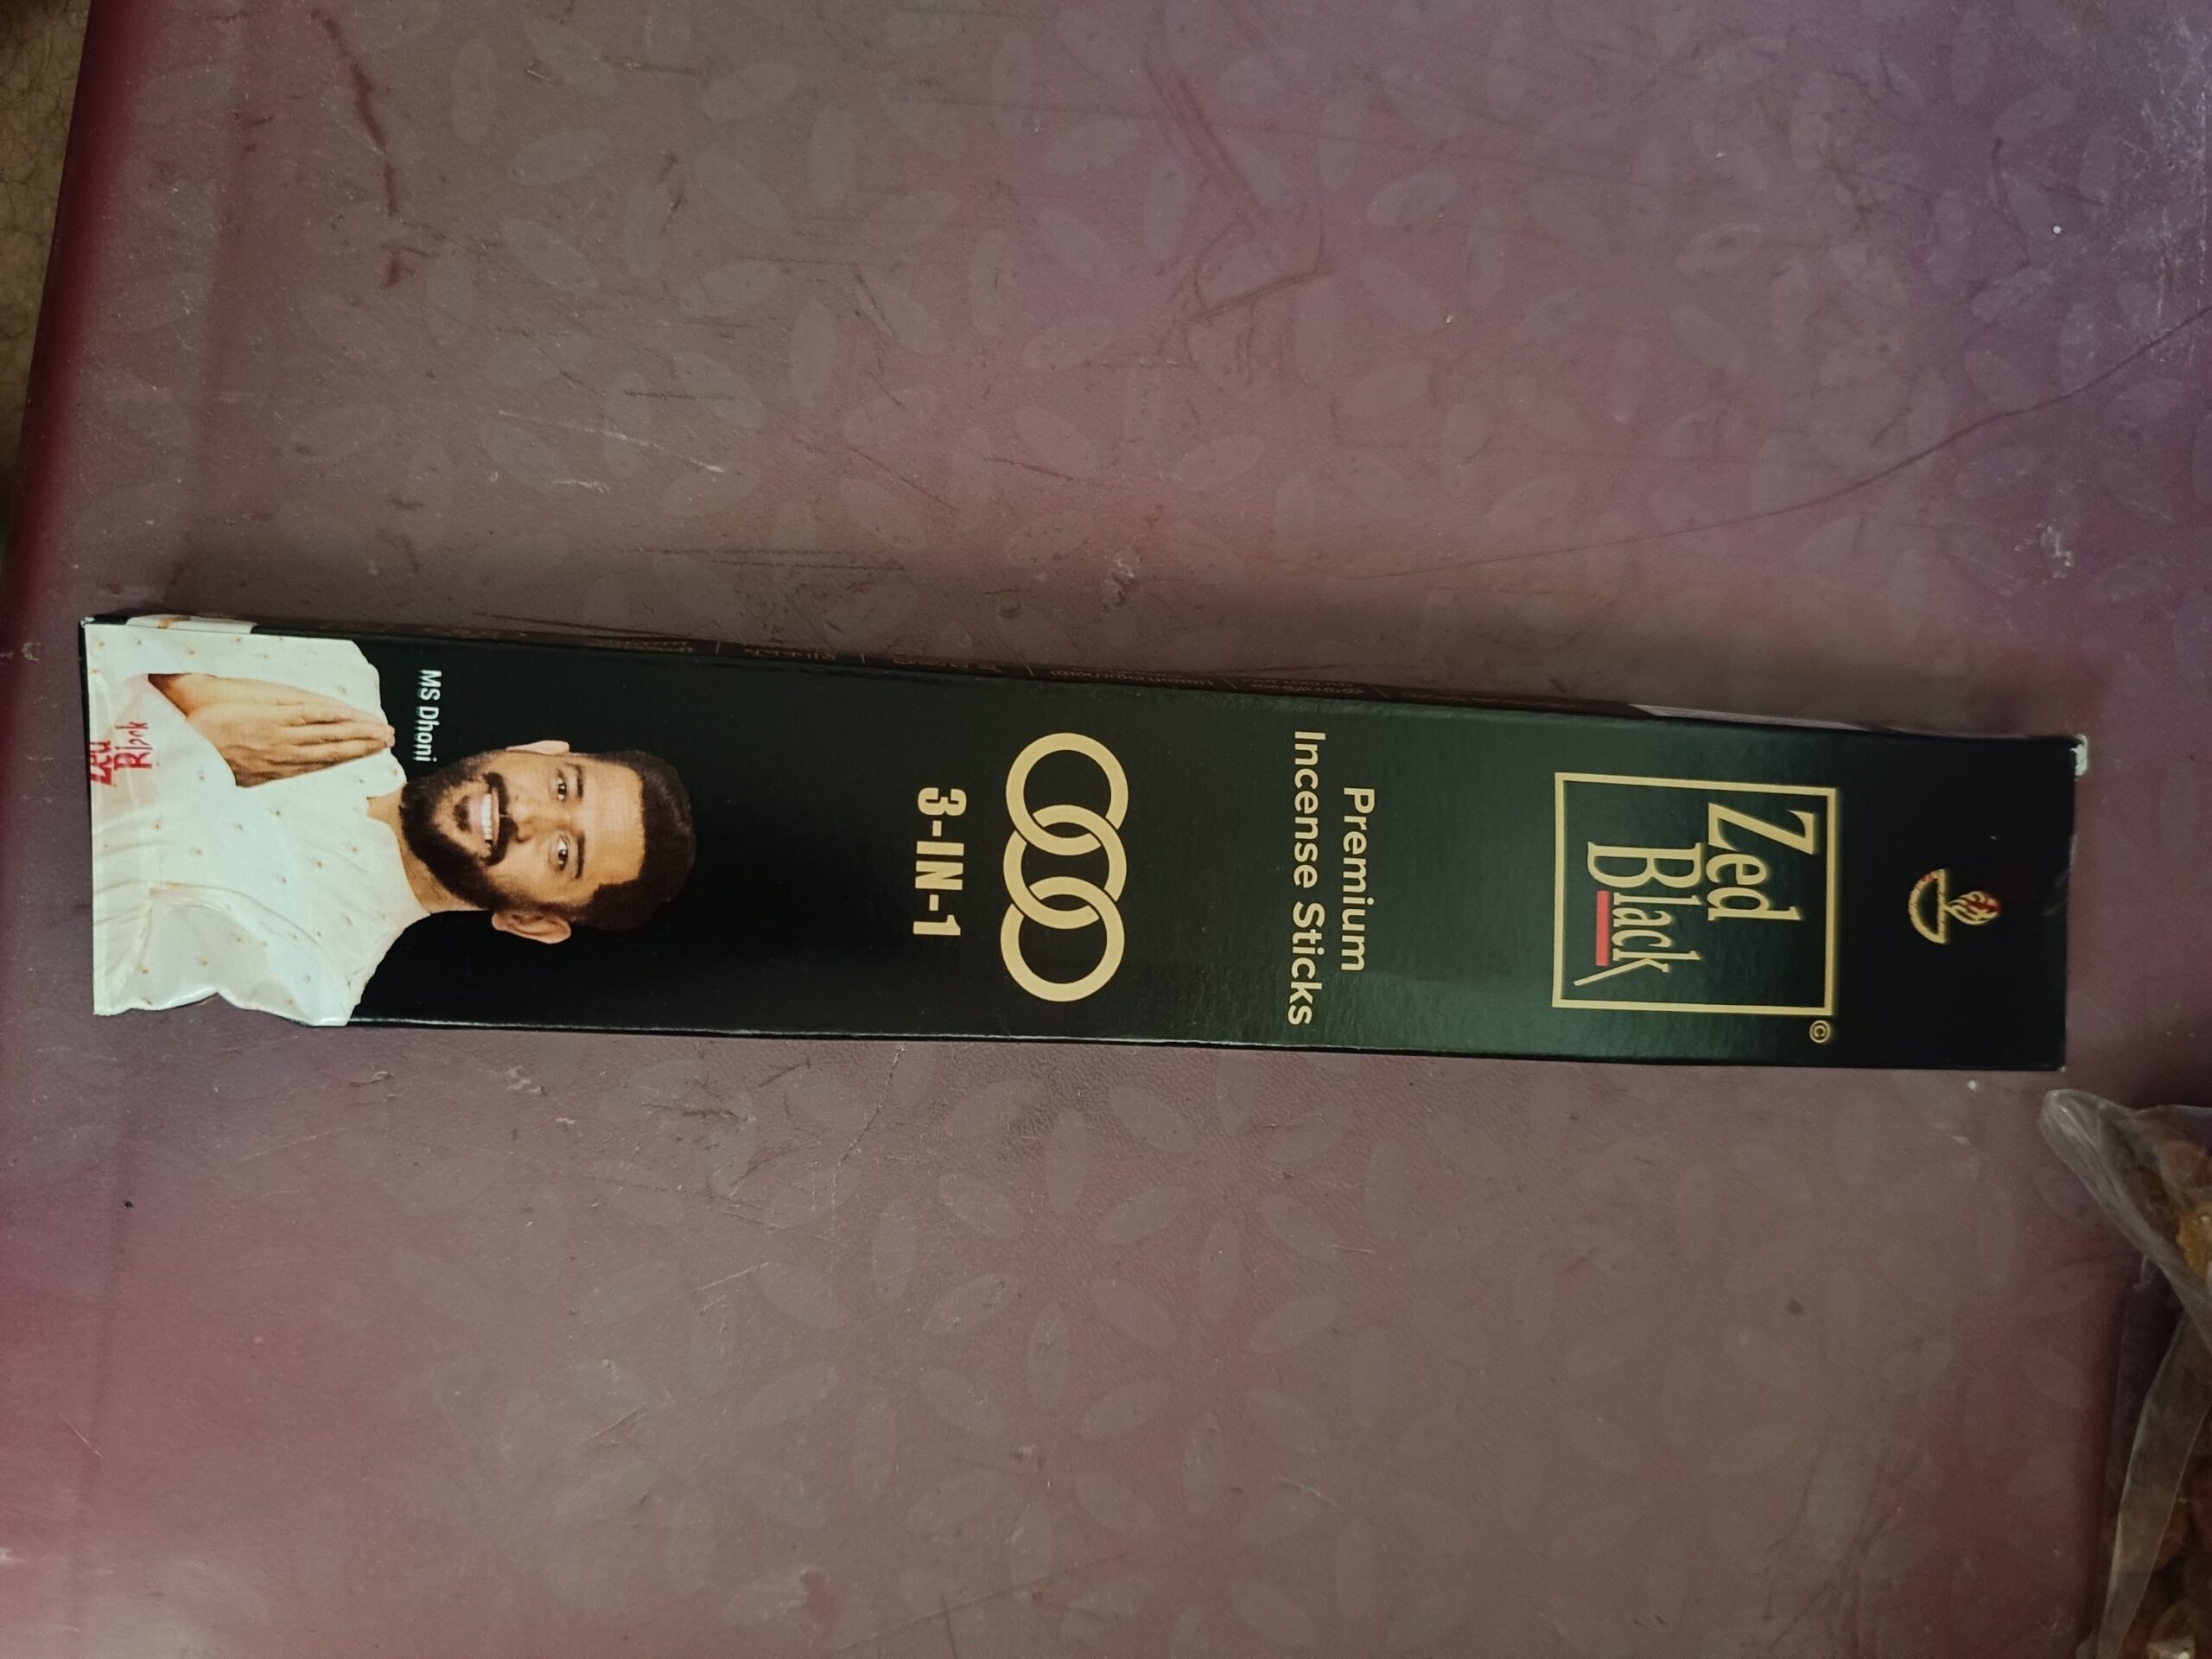 Zed
Black
©
Premium
Incense Sticks
3-IN-1
MS Dhoni
Zed
Black